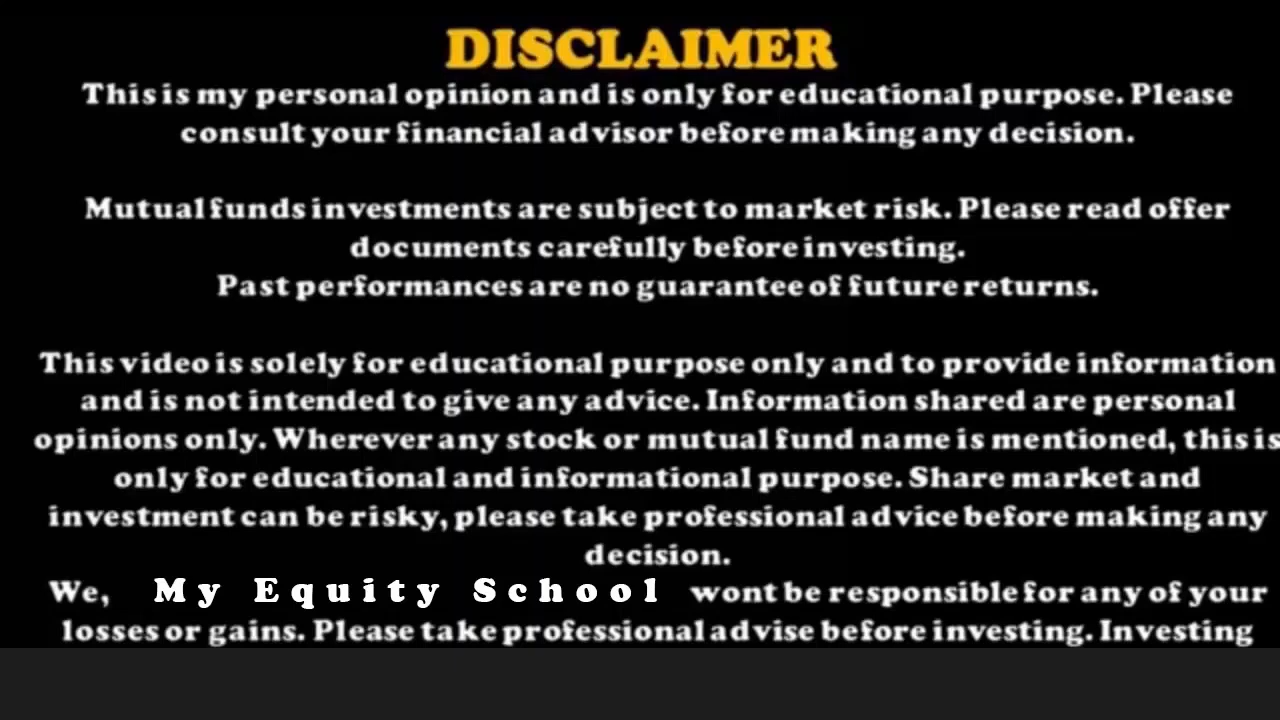 DISCLAIMER
This is my personal opinion and is only for educational purpose. Please
consult your financial advisor before making any decision.
Mutual funds investments are subject to market risk. Please read offer
documents carefully before investing.
Past performances are no guarantee of future returns.
This video is solely for educational purpose only and to provide information
and is not intended to give any advice. Information shared are personal
opinions only. Wherever any stock or mutual fund name is mentioned, this is
only for educational and informational purpose. Share market and
investment can be risky, please take professional advice before making any
decision.
We, My Equity School wont be responsible for any of your
losses or gains. Please take professional advise before investing. Investing